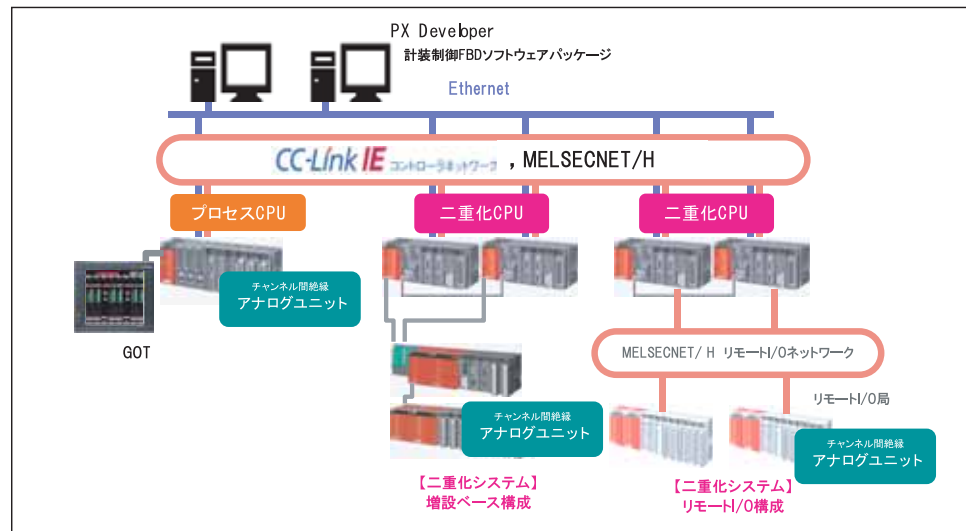 PX Developer
計装制御FBDソフトウェアパッケージ
Ethernet
CC-Link IE コントローラネットワーク , MELSECNET/H
プロセスCPU
二重化CPU
二重化CPU
チャンネル間絶縁
アナログユニット
GOT
MELSECNET/H リモートI/Oネットワーク
リモートI/O局
チャンネル間絶縁
アナログユニット
チャンネル間絶縁
アナログユニット
【二重化システム】
増設ベース構成
【二重化システム】
リモートI/O構成